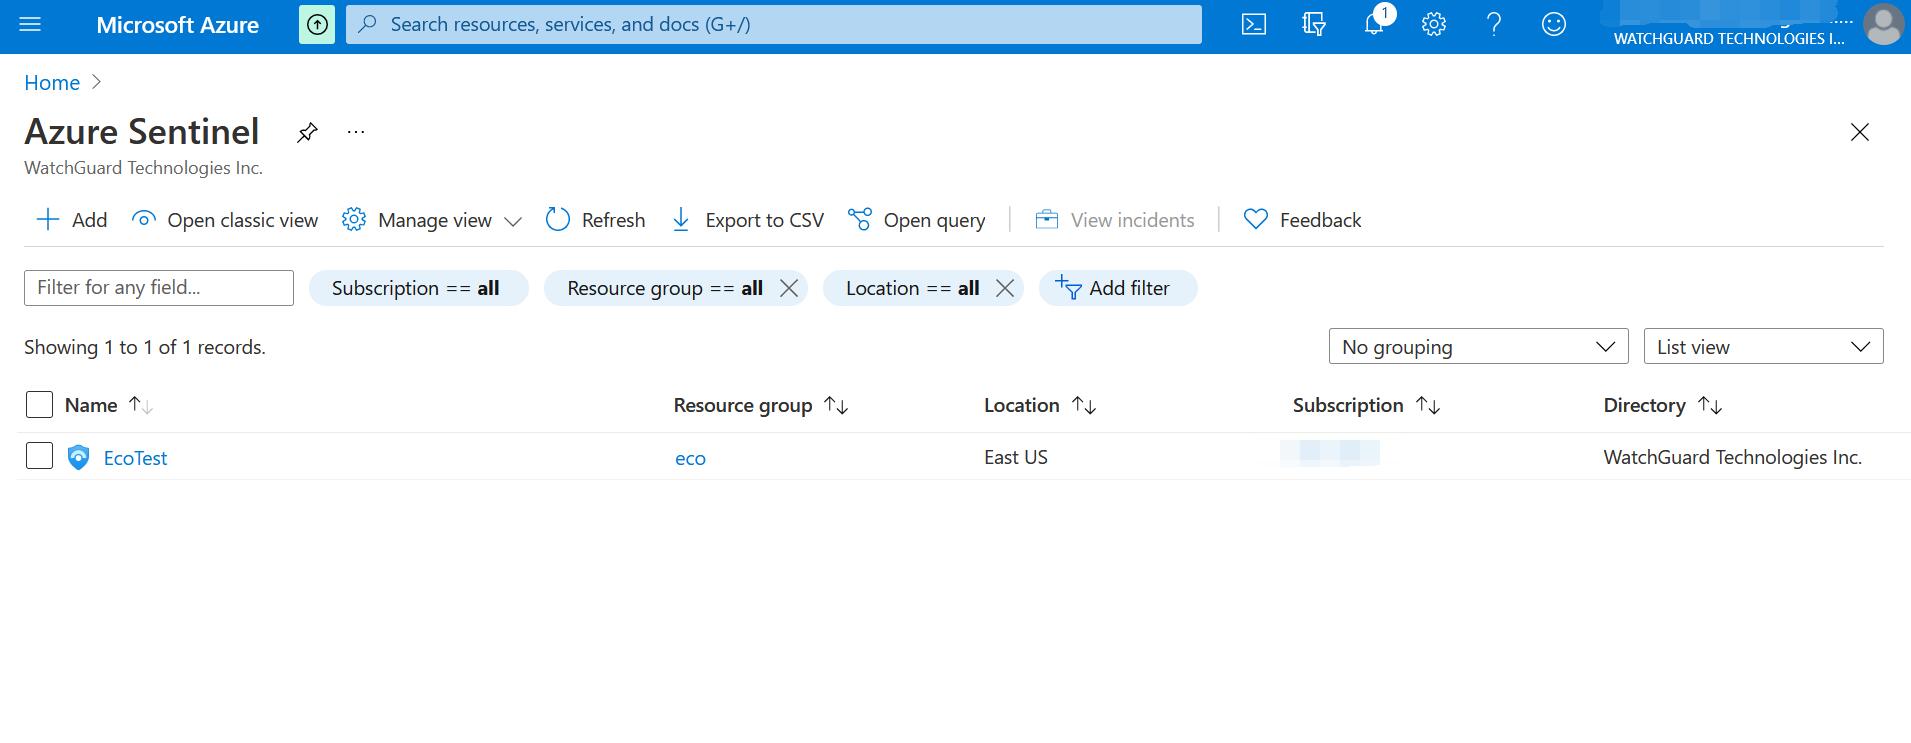 Microsoft Azure
Search resources, services, and docs (G+/)
1
WATCHGUARD TECHNOLOGIES I...
Home
Azure Sentinel
...
WatchGuard Technologies Inc.
Add
Open classic view
Manage view
Refresh
Export to CSV
Open query
View incidents
Feedback
Filter for any field...
Subscription == all
Resource group == all
Location == all
Add filter
Showing 1 to 1 of 1 records.
No grouping
List view
Name
Resource group
Location
Subscription
Directory
EcoTest
eco
East US
WatchGuard Technologies Inc.